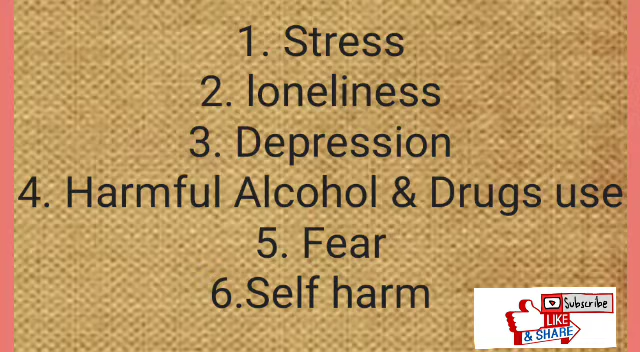 1. Stress
2. loneliness
3. Depression
4. Harmful Alcohol & Drugs use
5. Fear
6.Self harm
Subscribe
LIKE
& SHARE